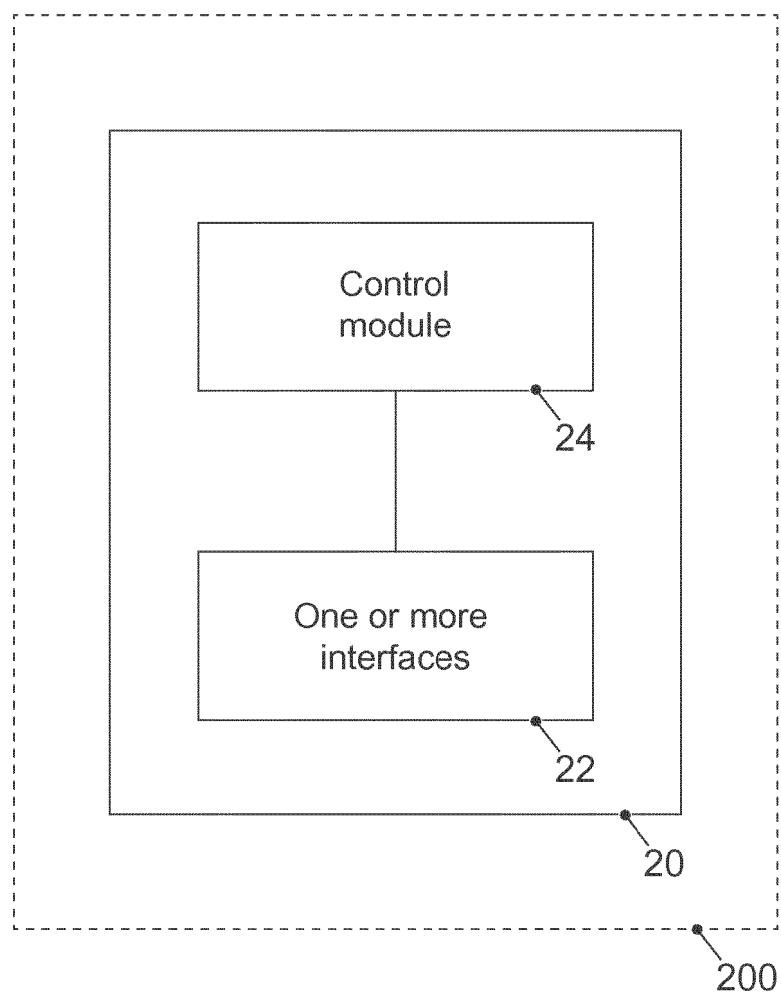 Control
module
24
One or more
interfaces
22
20
200